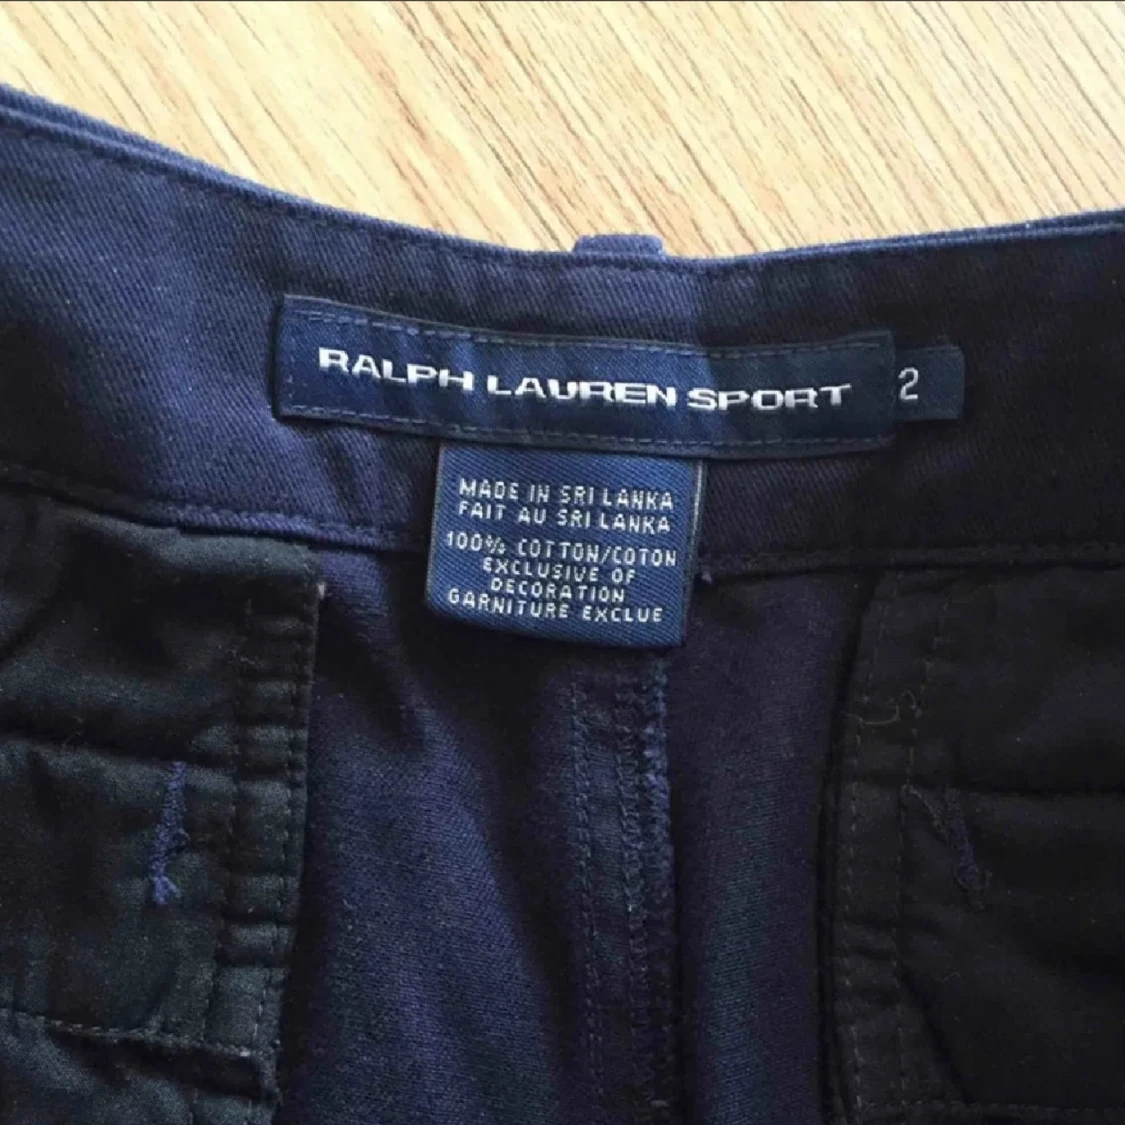 RALPH LAUREN SPORT 2
MADE IN SRI LANKA
FAIT AU SRI LANKA
100% COTTON/COTON
EXCLUSIVE OF
DECORATION
GARNITURE EXCLUE